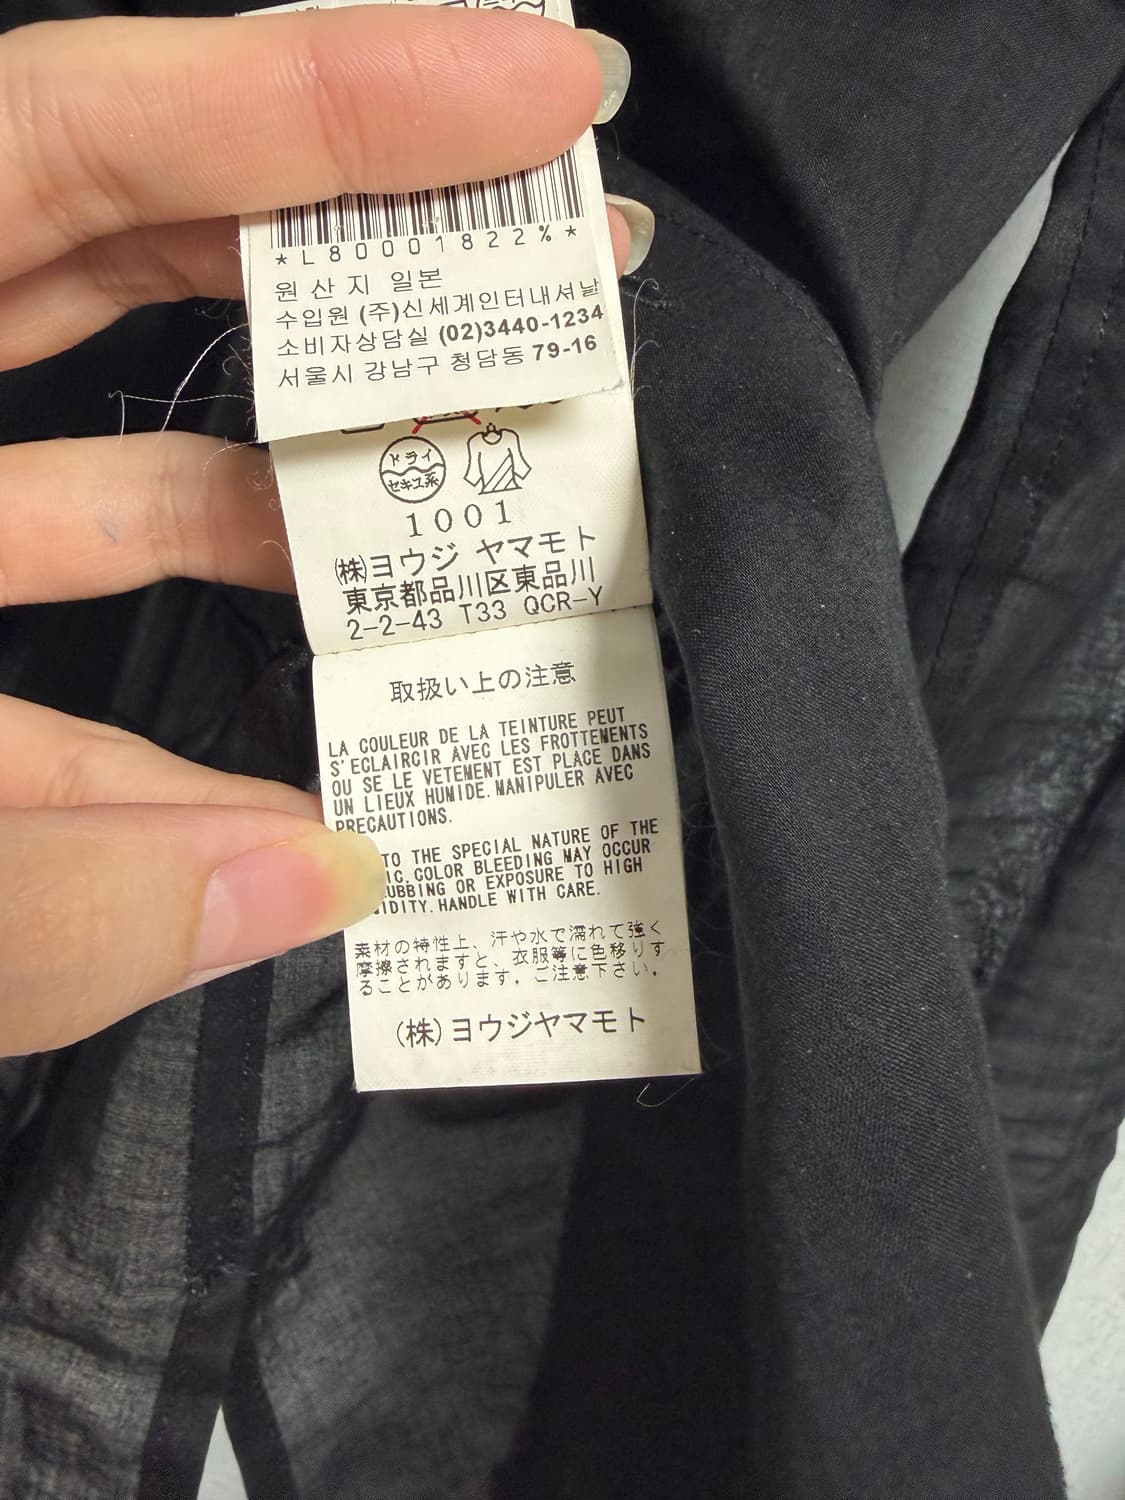 *L80001822%*
원산지 일본
수입원 (주)신세계인터내셔날
소비자상담실 (02)3440-1234
서울시 강남구 청담동 79-16
ドライ
セキユ系
1001
㈱ヨウジ ヤマモト
東京都品川区東品川
2-2-43 T33 QCR-Y
取扱い上の注意
LA COULEUR DE LA TEINTURE PEUT
S'ECLAIRCIR AVEC LES FROTTEMENTS
OU SE LE VETEMENT EST PLACE DANS
UN LIEUX HUMIDE.MANIPULER AVEC
PRECAUTIONS.
TO THE SPECIAL NATURE OF THE
IC.COLOR BLEEDING MAY OCCUR
UBBING OR EXPOSURE TO HIGH
IDITY.HANDLE WITH CARE.
素材の特性上、汗や水で濡れて強く
摩擦されますと、衣服等に色移りす
ることがあります。ご注意下さい。
(株)ヨウジヤマモト